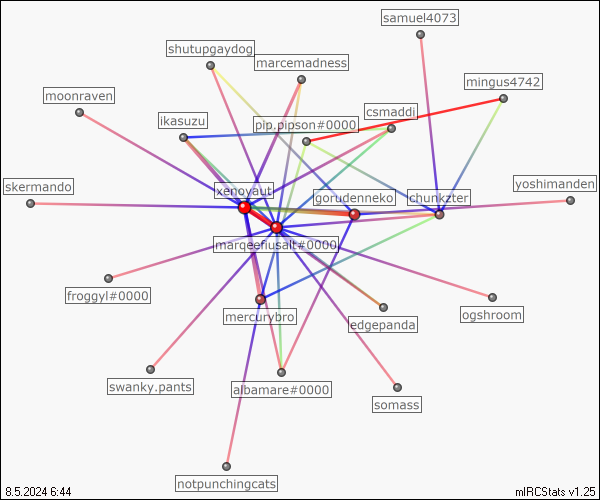 samuel4073
shutupgaydog
marcemadness
mingus4742
moonraven
csmaddi
ikasuzu
pip.pipson#0000
skermando
xenoyaut
yoshimanden
gorudenneko
chunkzter
marqeefiusalt#0000
froggyl#0000
mercurybro
edgepanda
ogshroom
swanky.pants
albamare#0000
somass
notpunchingcats
8.5.2024 6:44
mIRCStats v1.25